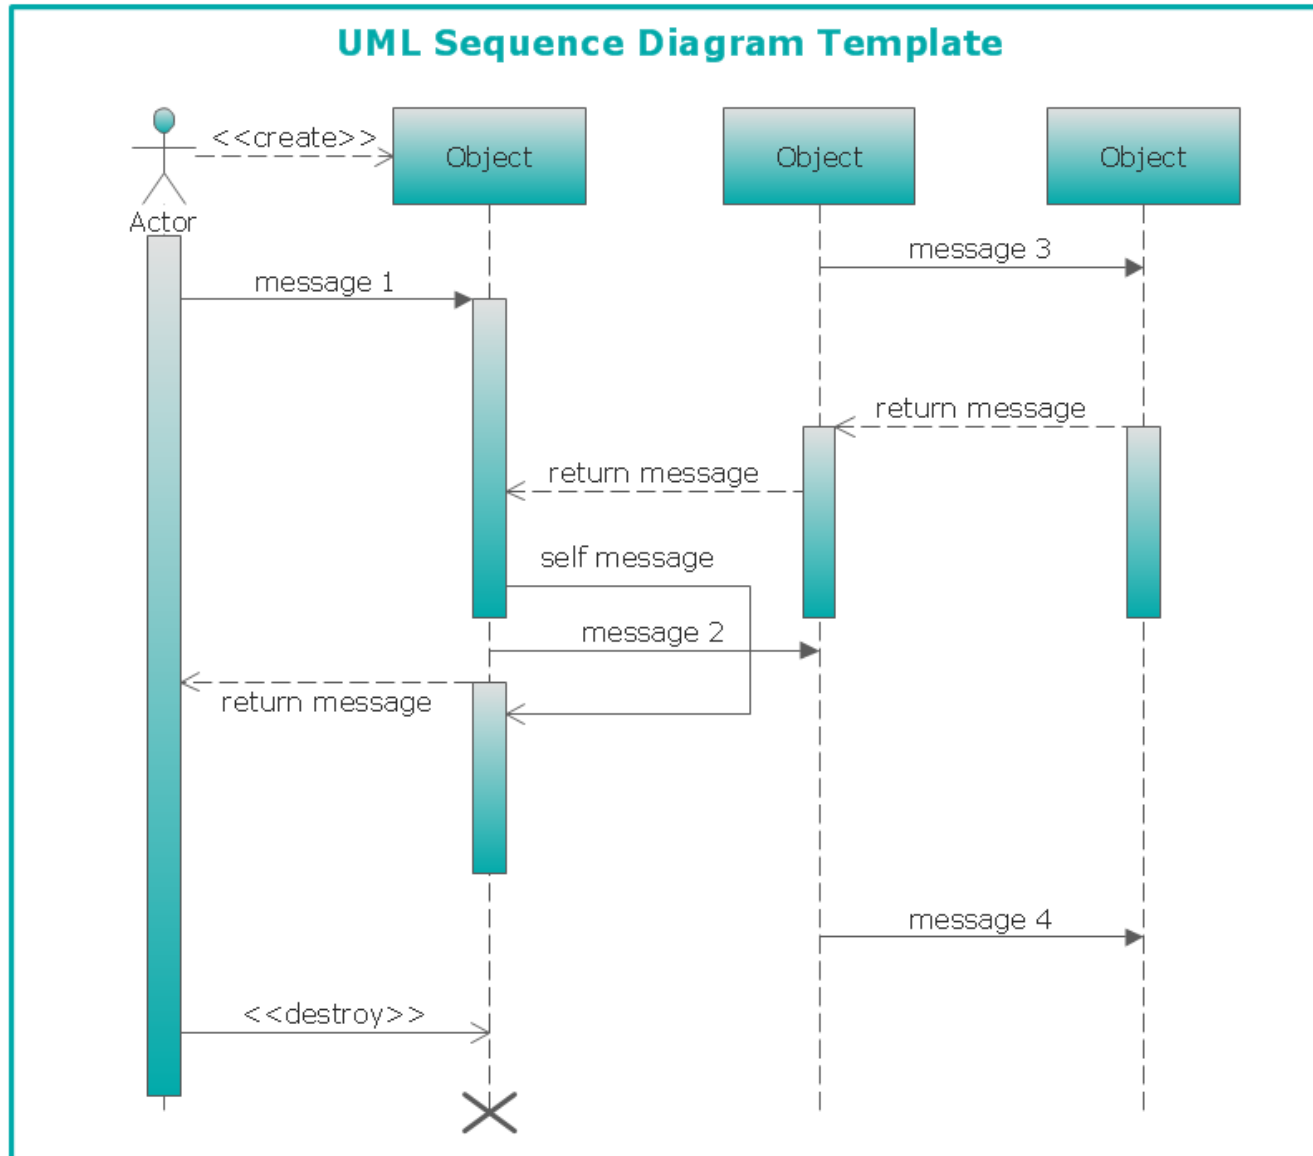 UML Sequence Diagram Template
<<create>>
Object
Object
Object
Actor
message 3
message 1
return message
return message
self message
message 2
return message
message 4
<<destroy>>